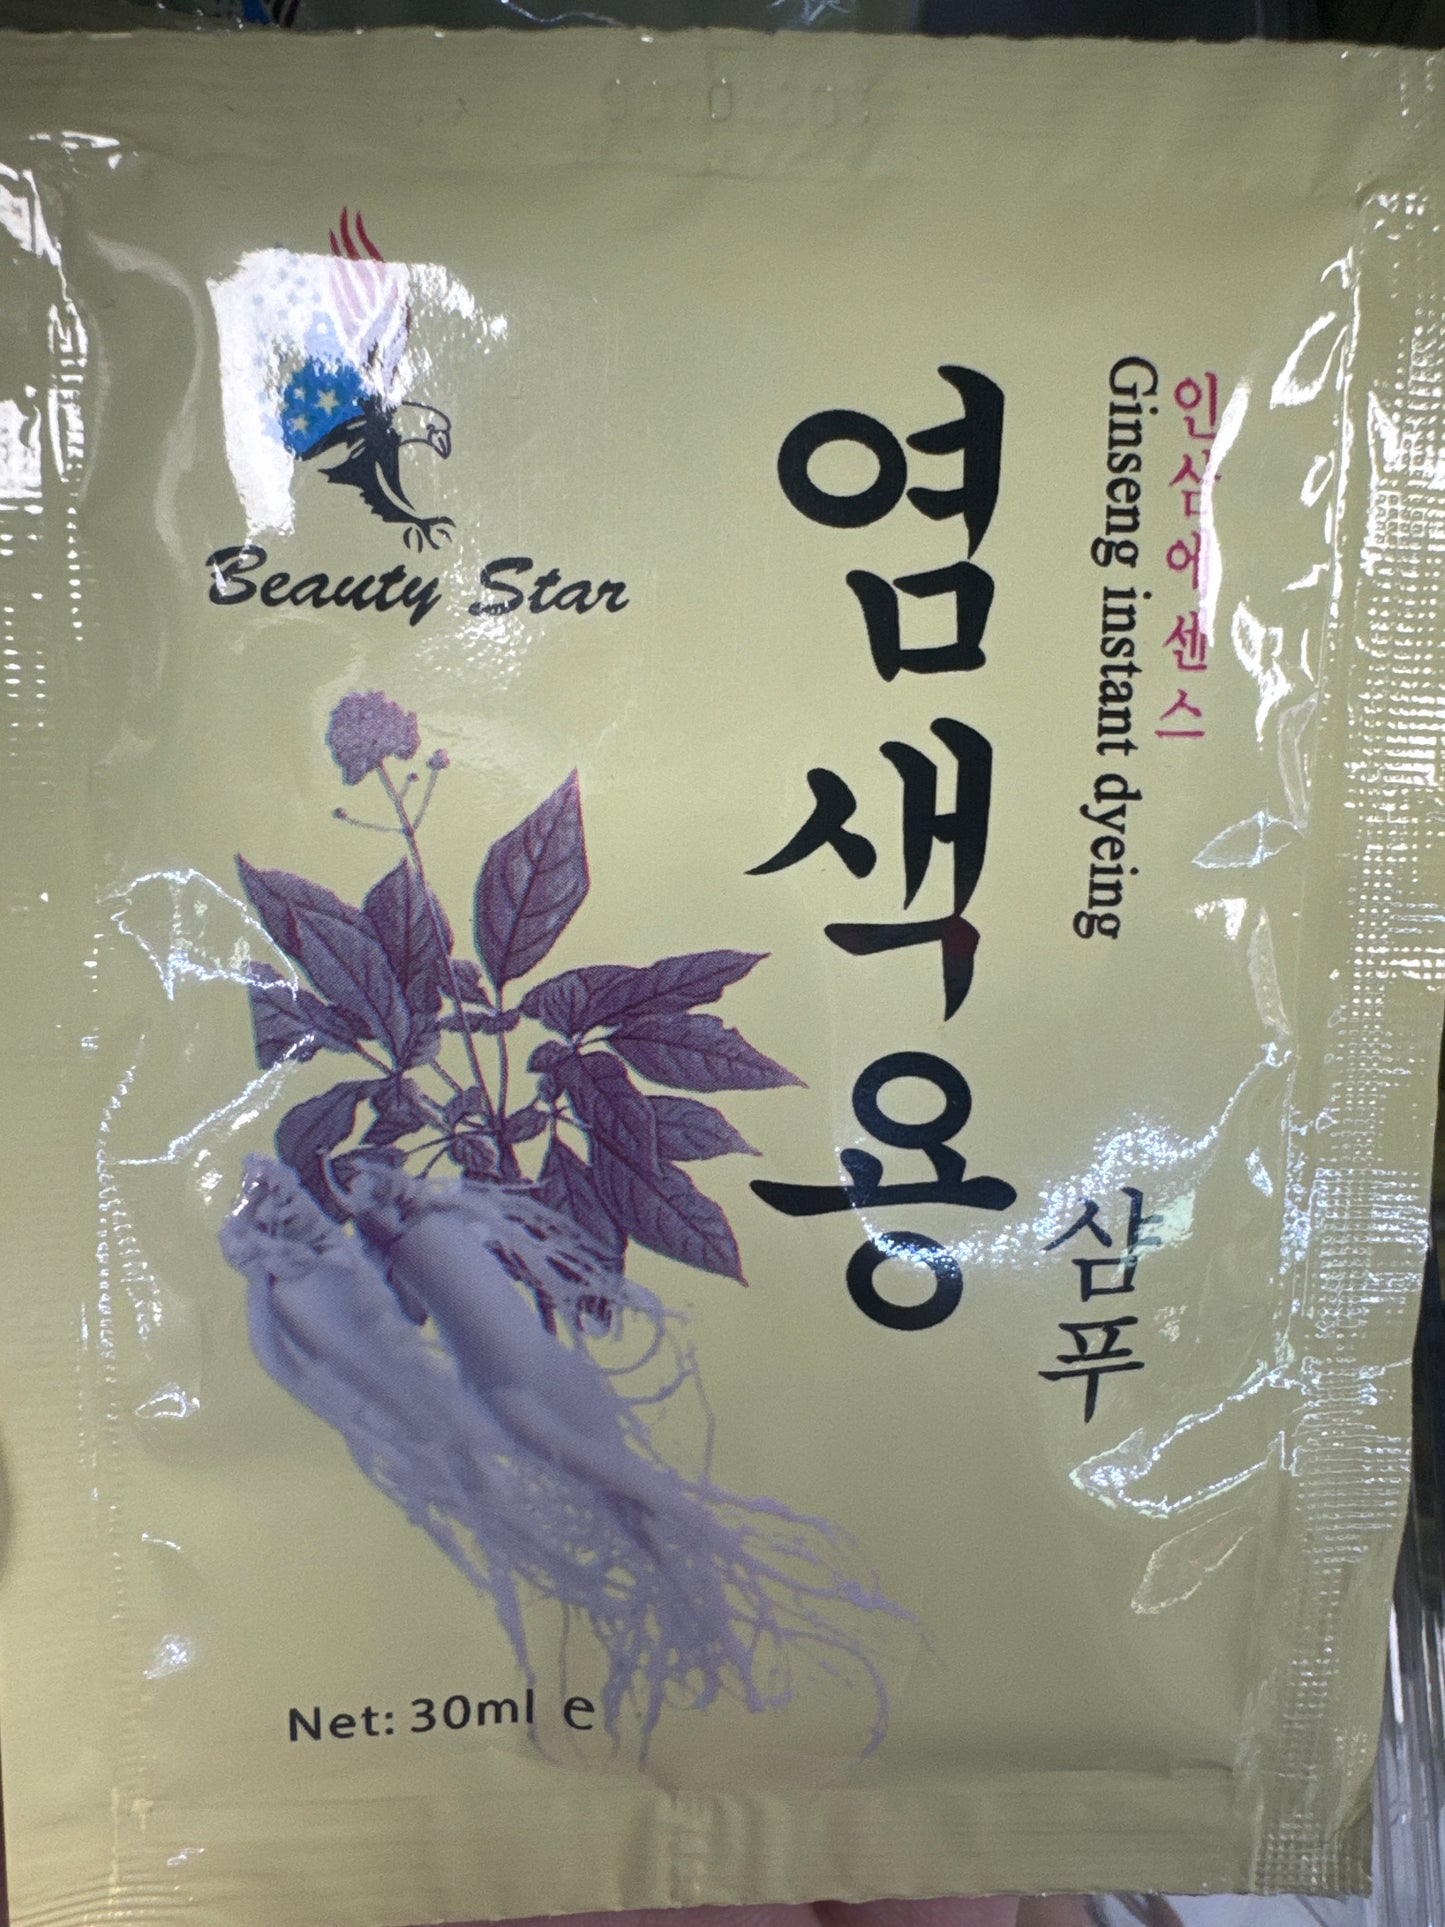 Beauty Star
인삼에센스
Ginseng instant dyeing
염색용
샴푸
Net: 30ml e